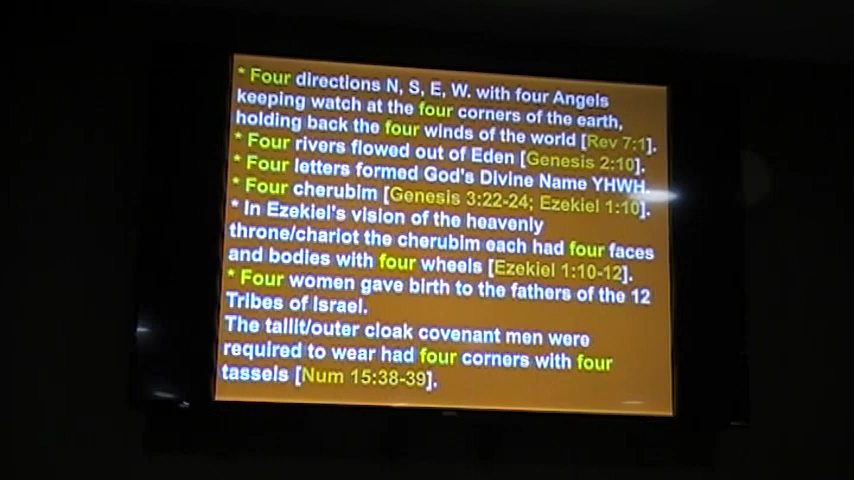 * Four directions N, S, E, W. with four Angels
keeping watch at the four corners of the earth,
holding back the four winds of the world [Rev 7:1].
* Four rivers flowed out of Eden [Genesis 2:10].
* Four letters formed God's Divine Name YHWH.
* Four cherubim [Genesis 3:22-24; Ezekiel 1:10].
* In Ezekiel's vision of the heavenly
throne/chariot the cherubim each had four faces
and bodies with four wheels [Ezekiel 1:10-12].
* Four women gave birth to the fathers of the 12
Tribes of Israel.
The tallit/outer cloak covenant men were
required to wear had four corners with four
tassels [Num 15:38-39].